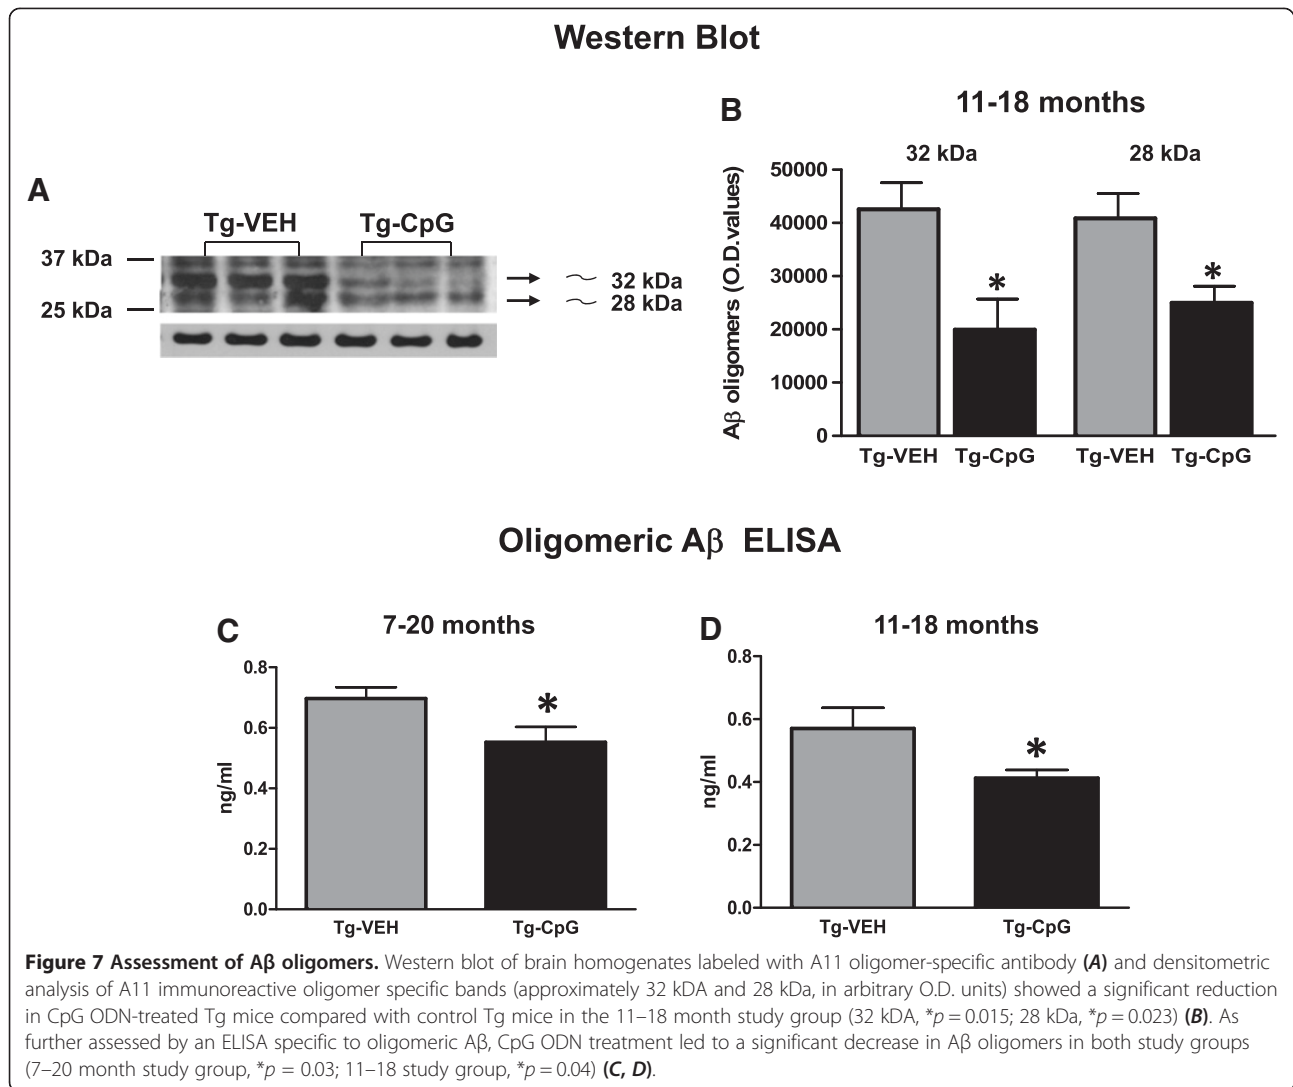 Western Blot
A
Tg-VEH Tg-CpG
37 kDa
25 kDa
~ 32 kDa
~ 28 kDa
B
11-18 months
32 kDa 28 kDa
Aβ oligomers (O.D.values)
50000
40000
30000
20000
10000
0
* *
Tg-VEH Tg-CpG Tg-VEH Tg-CpG
Oligomeric Aβ ELISA
C
7-20 months
ng/ml
0.8
0.6
0.4
0.2
0.0
*
Tg-VEH Tg-CpG
D
11-18 months
ng/ml
0.8
0.6
0.4
0.2
0.0
*
Tg-VEH Tg-CpG
Figure 7 Assessment of Aβ oligomers. Western blot of brain homogenates labeled with A11 oligomer-specific antibody (A) and densitometric
analysis of A11 immunoreactive oligomer specific bands (approximately 32 kDA and 28 kDa, in arbitrary O.D. units) showed a significant reduction
in CpG ODN-treated Tg mice compared with control Tg mice in the 11–18 month study group (32 kDA, *p = 0.015; 28 kDa, *p = 0.023) (B). As
further assessed by an ELISA specific to oligomeric Aβ, CpG ODN treatment led to a significant decrease in Aβ oligomers in both study groups
(7–20 month study group, *p = 0.03; 11–18 study group, *p = 0.04) (C, D).